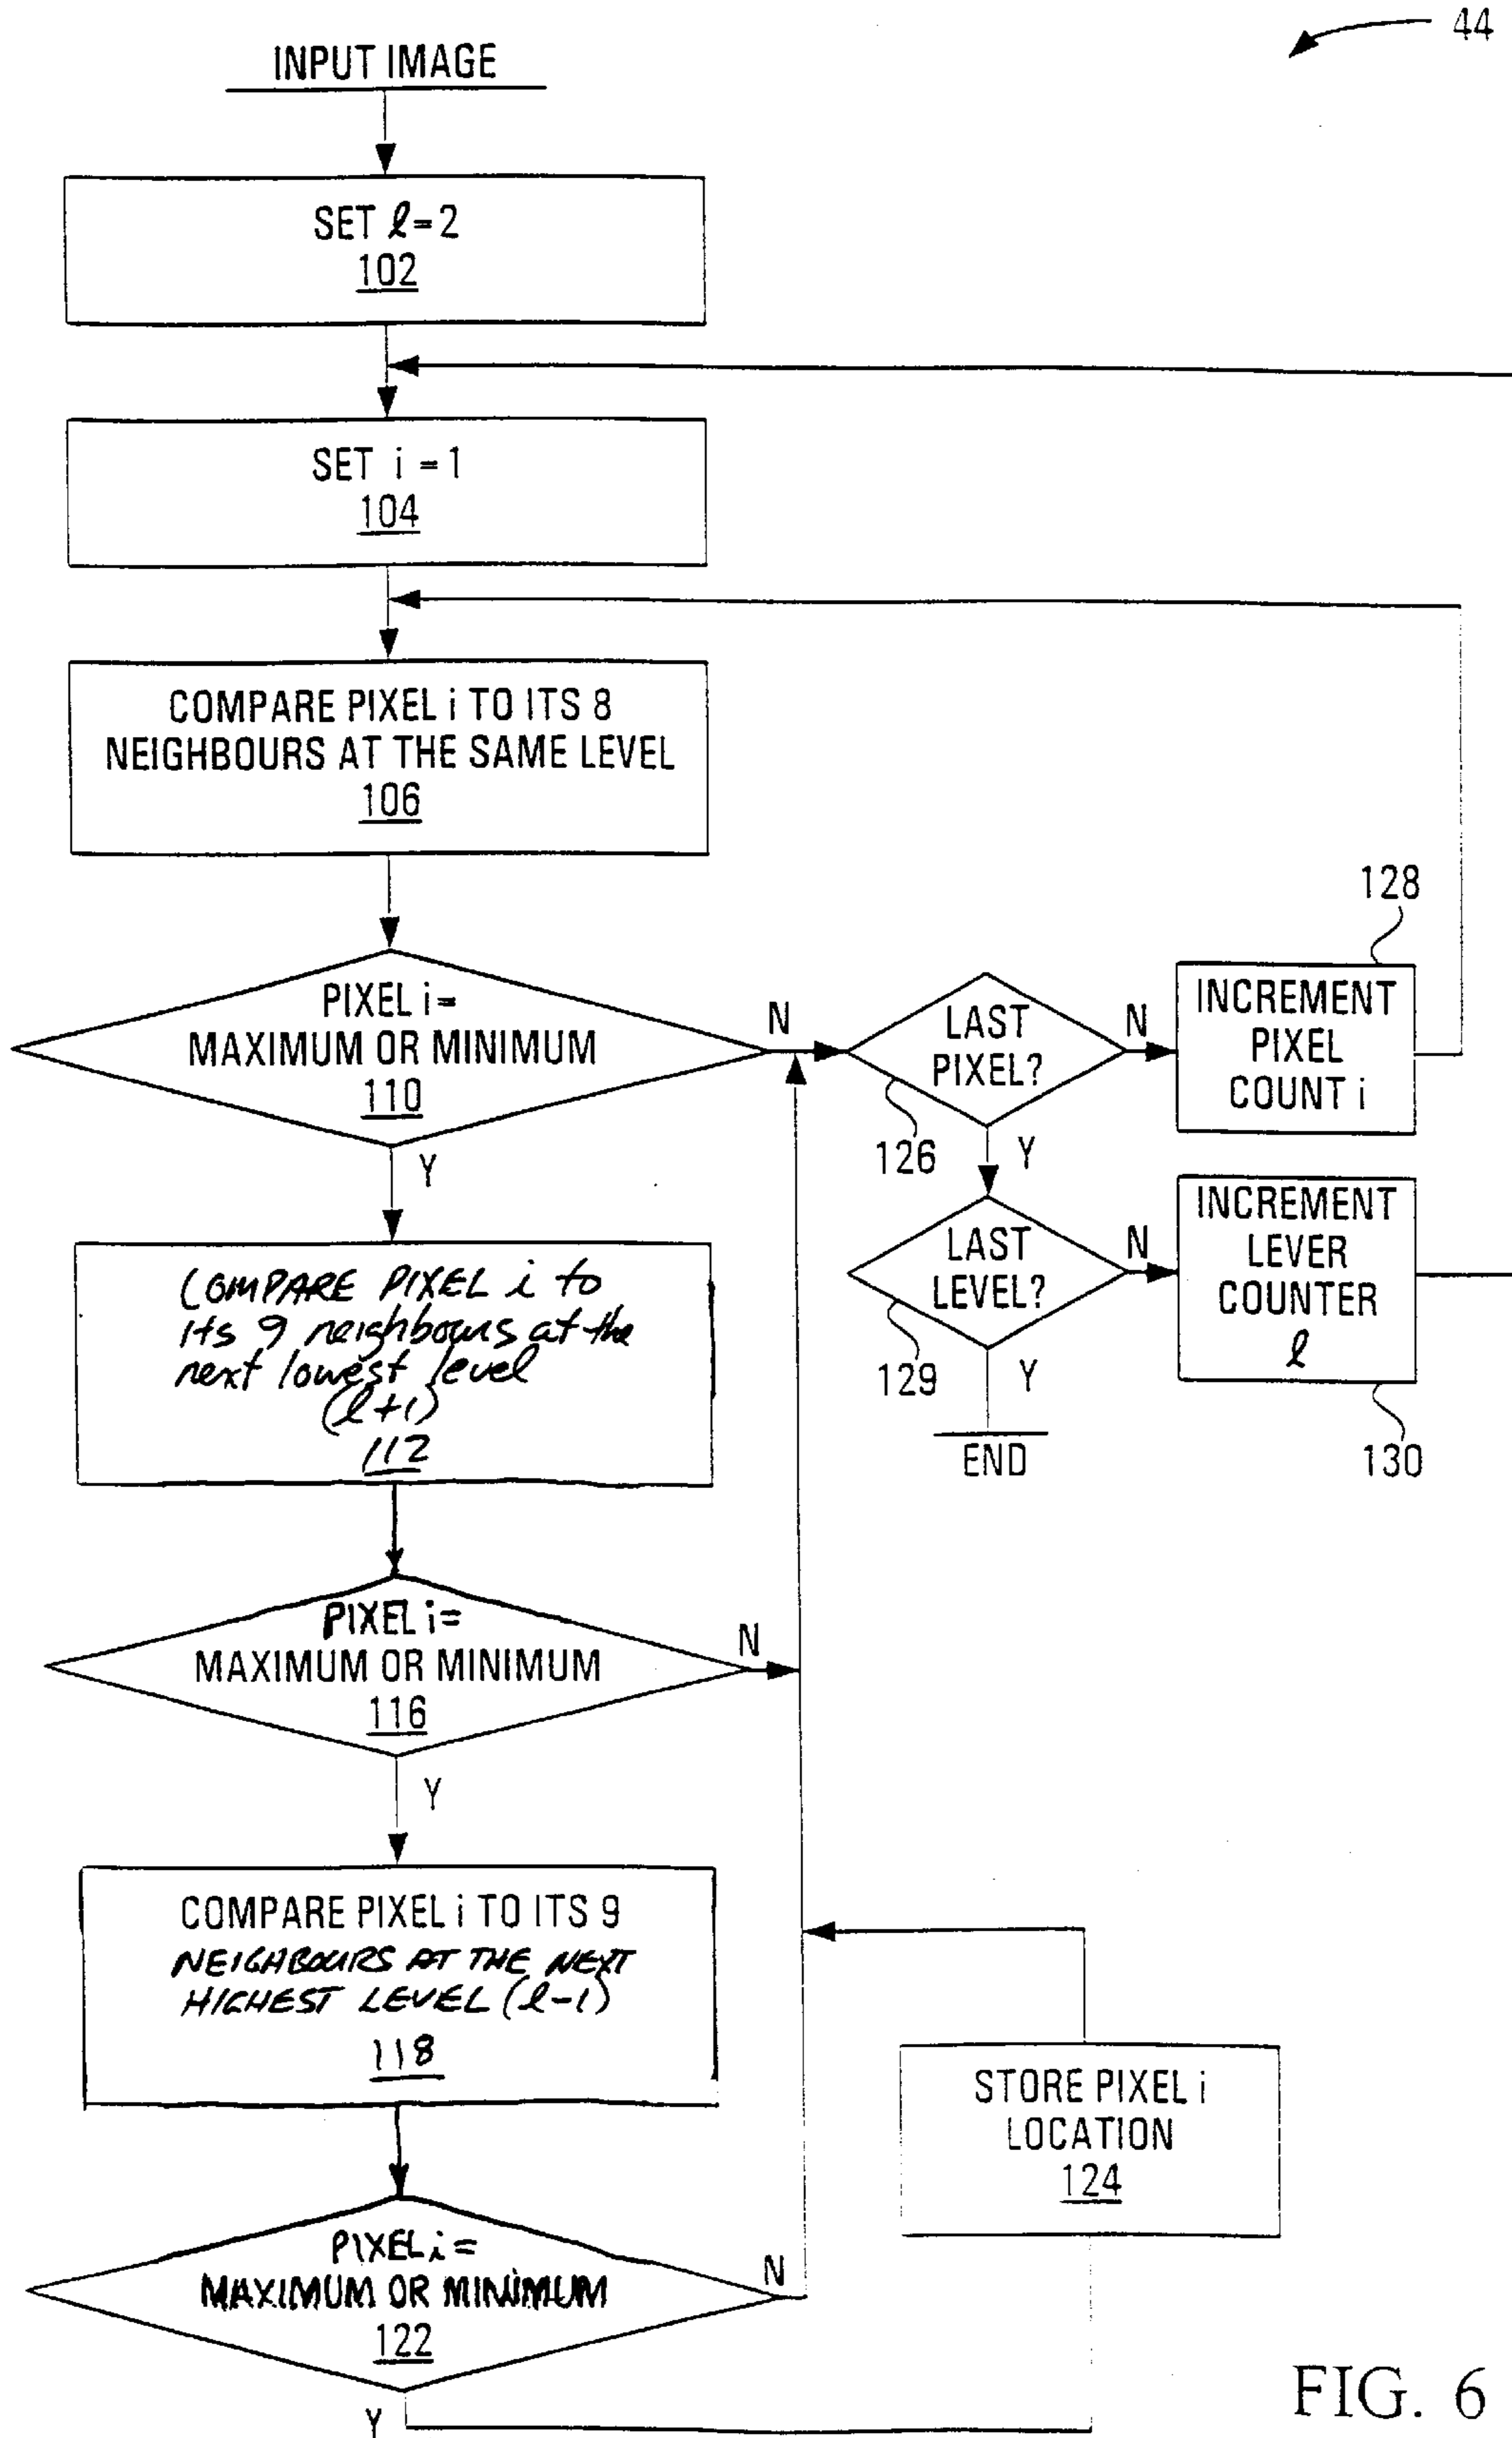 44
INPUT IMAGE
SET ℓ=2
102
SET i=1
104
COMPARE PIXEL i TO ITS 8
NEIGHBOURS AT THE SAME LEVEL
106
PIXEL i=
MAXIMUM OR MINIMUM
110
N
Y
LAST
PIXEL?
126
N
Y
128
INCREMENT
PIXEL
COUNT i
LAST
LEVEL?
129
N
Y
END
INCREMENT
LEVER
COUNTER
ℓ
130
COMPARE PIXEL i to
its 9 neighbours at the
next lowest level
(ℓ+1)
112
PIXEL i=
MAXIMUM OR MINIMUM
116
N
Y
COMPARE PIXEL i TO ITS 9
NEIGHBOURS AT THE NEXT
HIGHEST LEVEL (ℓ-1)
118
PIXEL i=
MAXIMUM OR MINIMUM
122
N
Y
STORE PIXEL i
LOCATION
124
FIG. 6